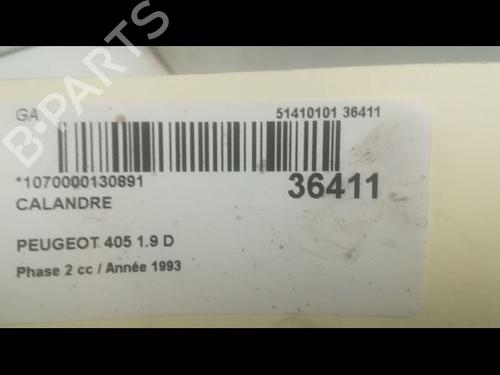 GA 51410101 36411
*1070000130891 36411
CALANDRE
PEUGEOT 405 1.9 D
Phase 2 cc / Année 1993
B-PARTS